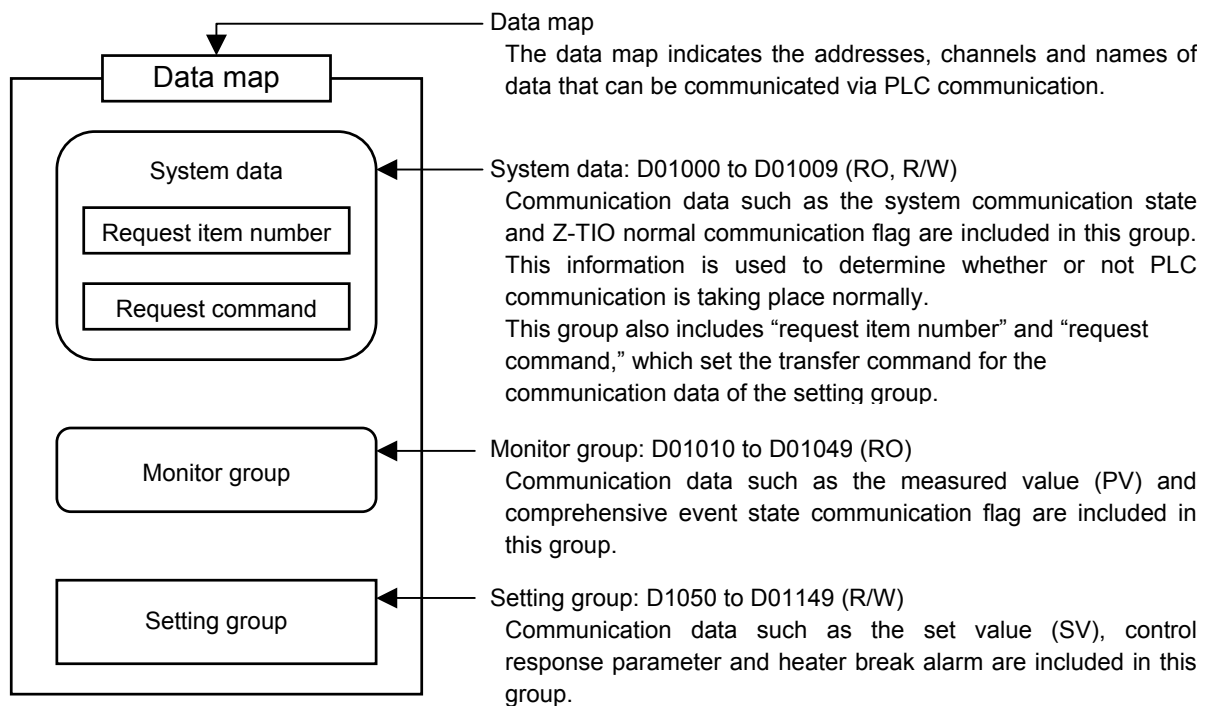 Data map
Data map
The data map indicates the addresses, channels and names of
data that can be communicated via PLC communication.
System data
Request item number
Request command
System data: D01000 to D01009 (RO, R/W)
Communication data such as the system communication state
and Z-TIO normal communication flag are included in this group.
This information is used to determine whether or not PLC
communication is taking place normally.
This group also includes “request item number” and “request
command,” which set the transfer command for the
communication data of the setting group.
Monitor group
Monitor group: D01010 to D01049 (RO)
Communication data such as the measured value (PV) and
comprehensive event state communication flag are included in
this group.
Setting group
Setting group: D1050 to D01149 (R/W)
Communication data such as the set value (SV), control
response parameter and heater break alarm are included in this
group.